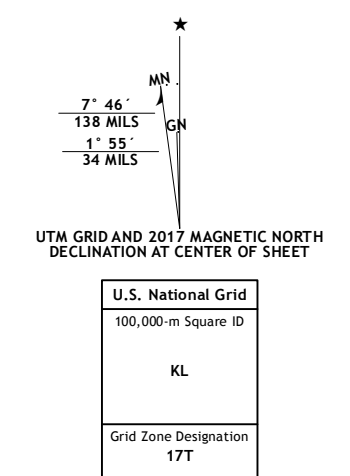 MN
7° 46´
138 MILS
GN
1° 55´
34 MILS
UTM GRID AND 2017 MAGNETIC NORTH
DECLINATION AT CENTER OF SHEET
U.S. National Grid
100,000-m Square ID
KL
Grid Zone Designation
17T